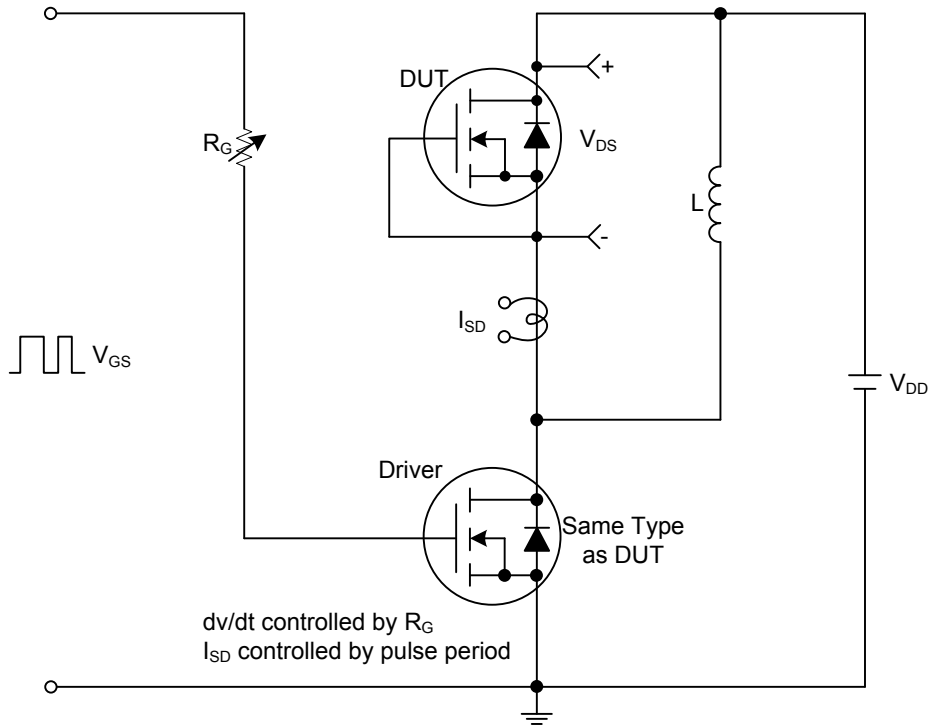 DUT
+
R_G
V_DS
L
-
I_SD
V_GS
V_DD
Driver
Same Type
as DUT
dv/dt controlled by R_G
I_SD controlled by pulse period